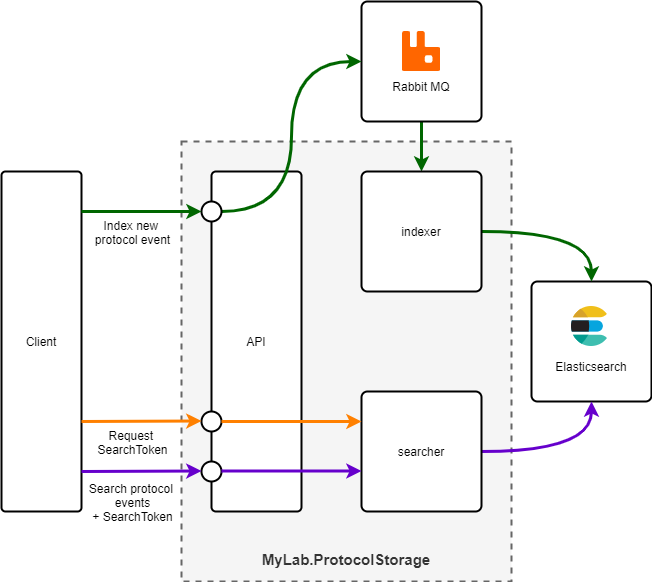 Rabbit MQ
Index new
protocol event
indexer
Client
API
Elasticsearch
Request
SearchToken
searcher
Search protocol
events
+ SearchToken
MyLab.ProtocolStorage